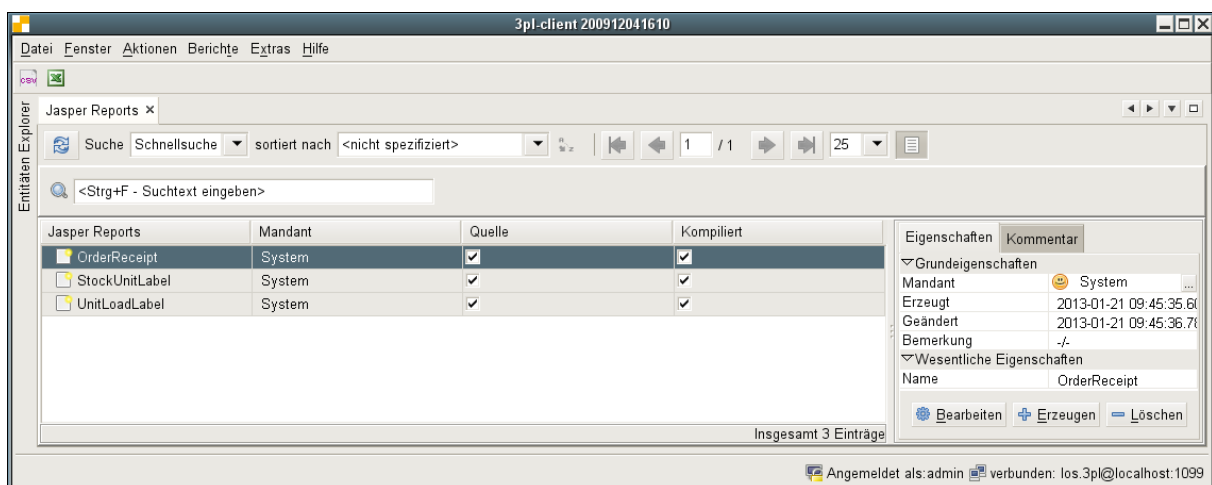 3pl-client 200912041610
Datei Fenster Aktionen Berichte Extras Hilfe
csv
Entitäten Explorer
Jasper Reports
Suche Schnellsuche sortiert nach <nicht spezifiziert> 1 / 1 25
<Strg+F - Suchtext eingeben>
Jasper Reports Mandant Quelle Kompiliert
OrderReceipt System
StockUnitLabel System
UnitLoadLabel System
Insgesamt 3 Einträge
Eigenschaften Kommentar
Grundeigenschaften
Mandant System ...
Erzeugt 2013-01-21 09:45:35.6
Geändert 2013-01-21 09:45:36.7
Bemerkung -/-
Wesentliche Eigenschaften
Name OrderReceipt
Bearbeiten Erzeugen Löschen
Angemeldet als: admin verbunden: los.3pl@localhost:1099